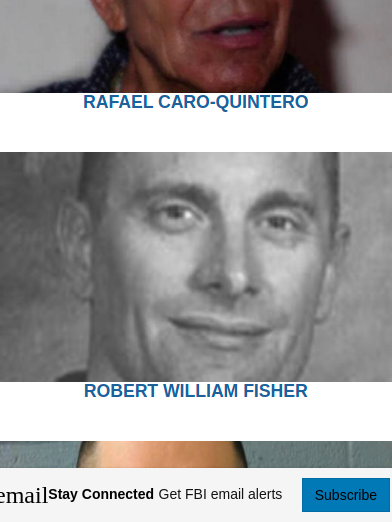 RAFAEL CARO-QUINTERO
ROBERT WILLIAM FISHER
email Stay Connected Get FBI email alerts Subscribe